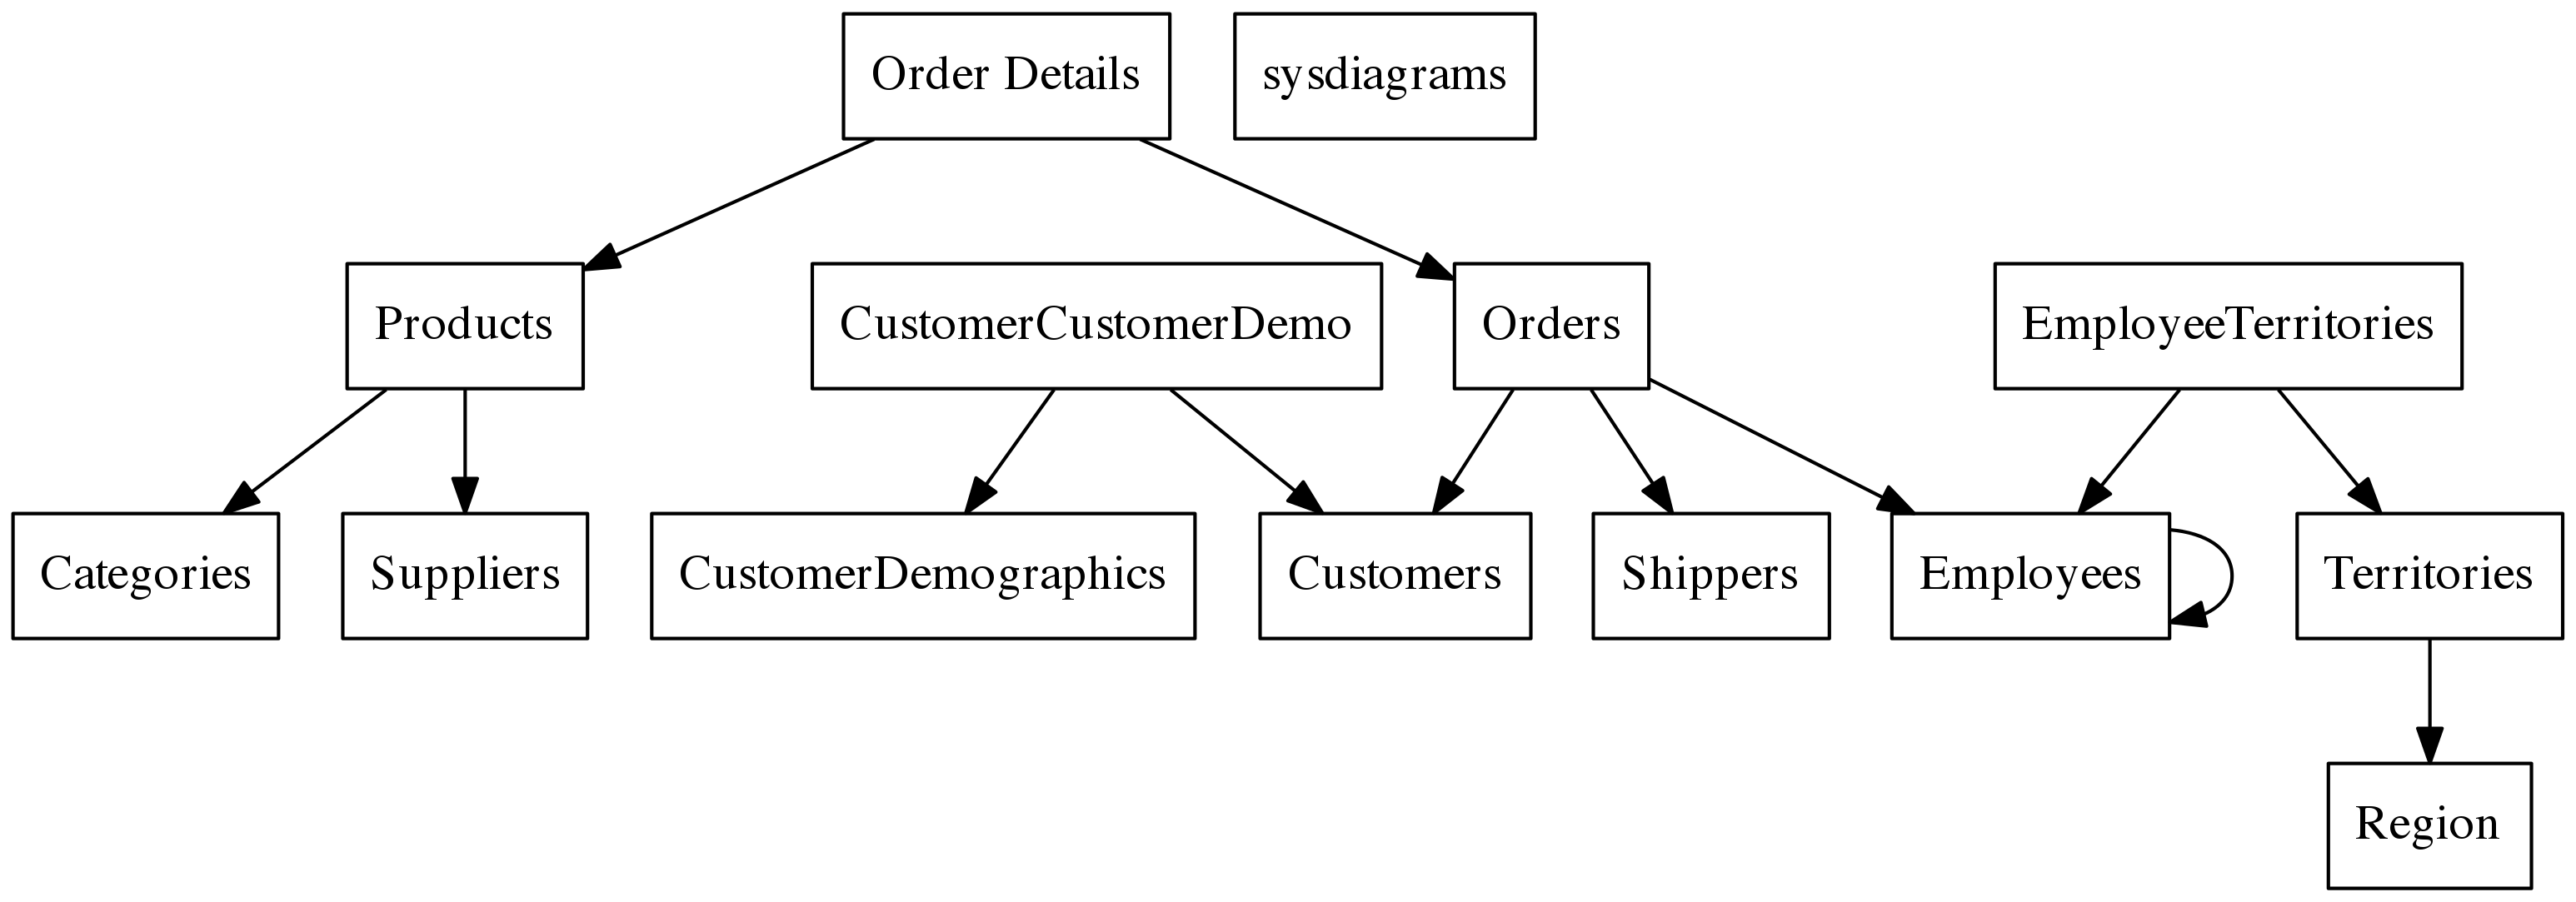 Order Details
sysdiagrams
Products
CustomerCustomerDemo
Orders
EmployeeTerritories
Categories
Suppliers
CustomerDemographics
Customers
Shippers
Employees
Territories
Region